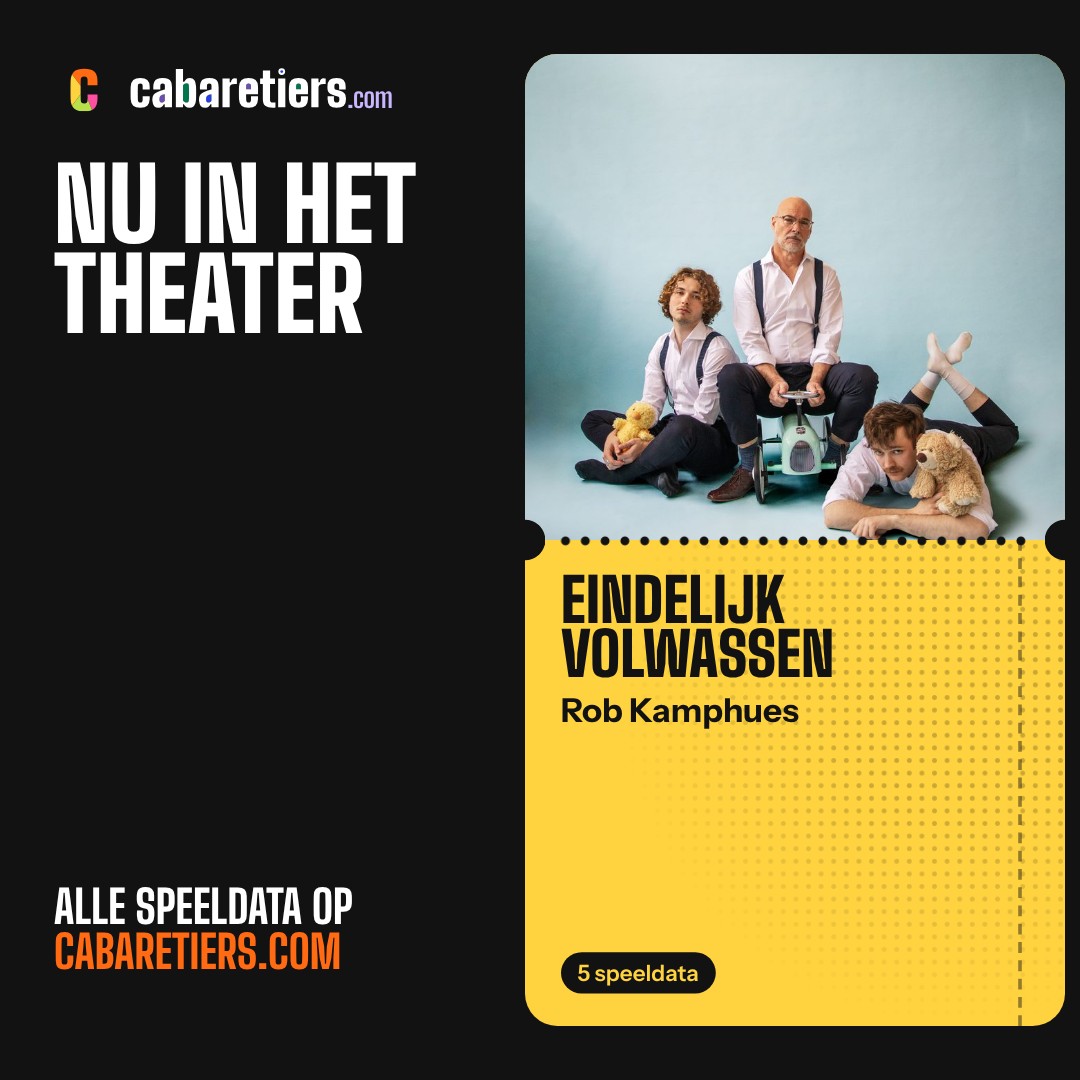 cabaretiers.com
NU IN HET
THEATER
EINDELIJK
VOLWASSEN
Rob Kamphues
5 speeldata
ALLE SPEELDATA OP
CABARETIERS.COM